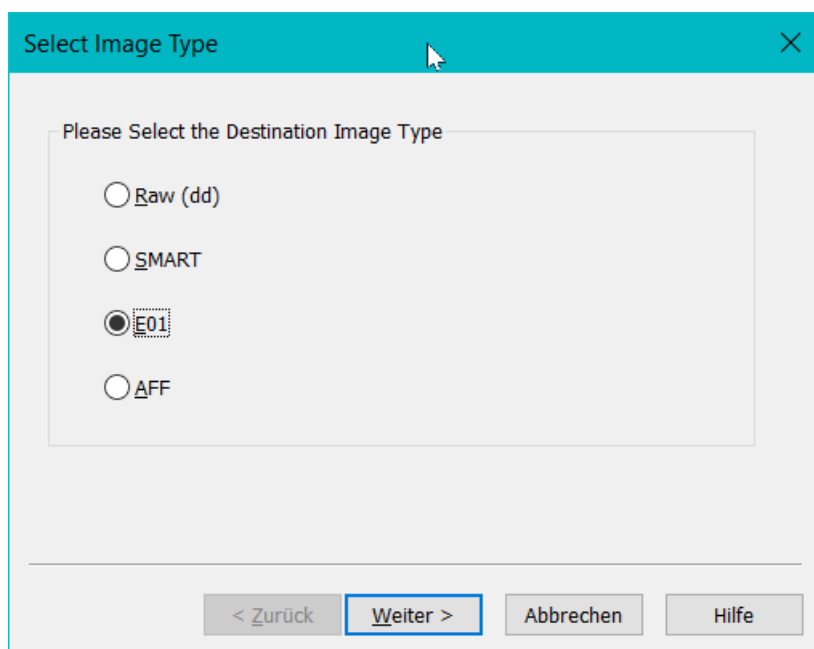 Select Image Type
Please Select the Destination Image Type
Raw (dd)
SMART
E01
AFF
< Zurück Weiter > Abbrechen Hilfe